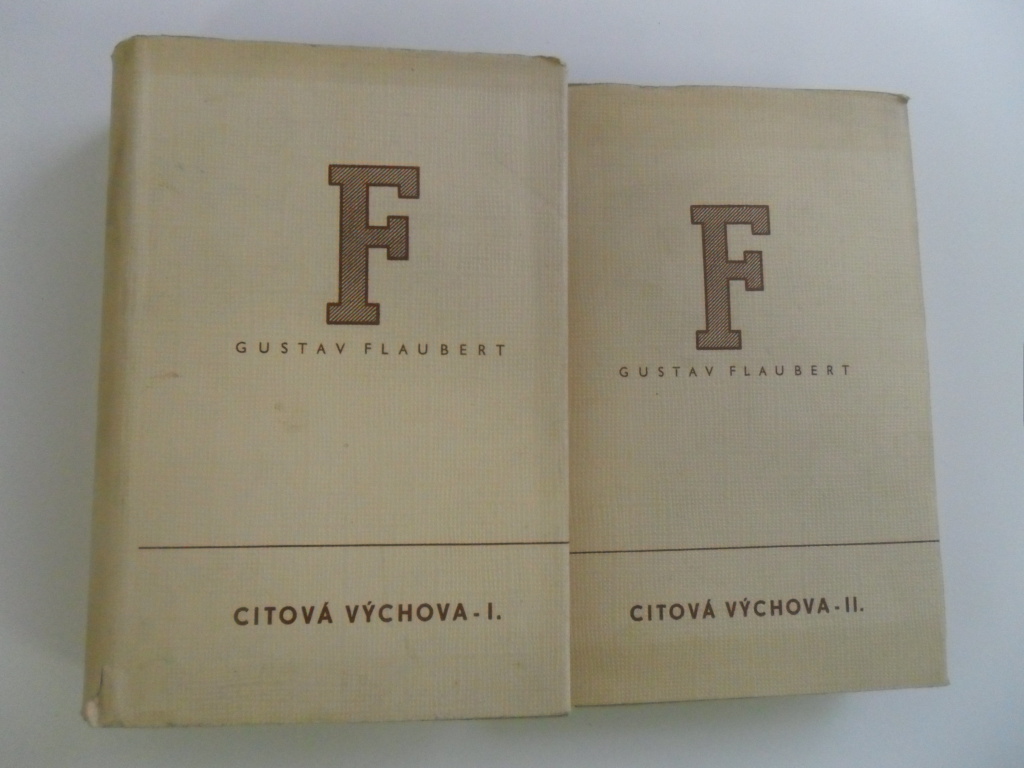 F
GUSTAV FLAUBERT
CITOVÁ VÝCHOVA - I.
F
GUSTAV FLAUBERT
CITOVÁ VÝCHOVA - II.